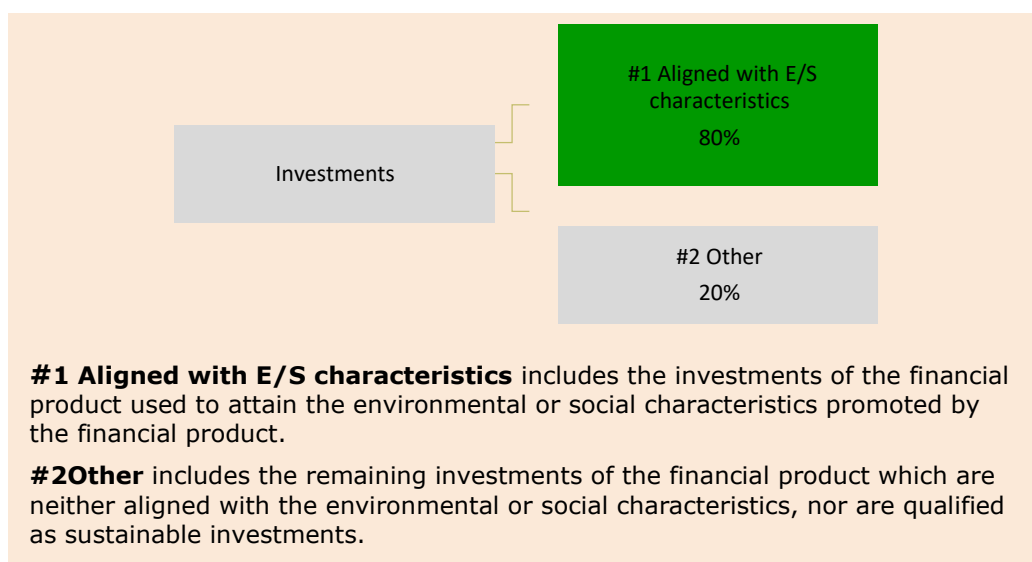 #1 Aligned with E/S
characteristics
80%
Investments
#2 Other
20%
#1 Aligned with E/S characteristics includes the investments of the financial
product used to attain the environmental or social characteristics promoted by
the financial product.
#2Other includes the remaining investments of the financial product which are
neither aligned with the environmental or social characteristics, nor are qualified
as sustainable investments.